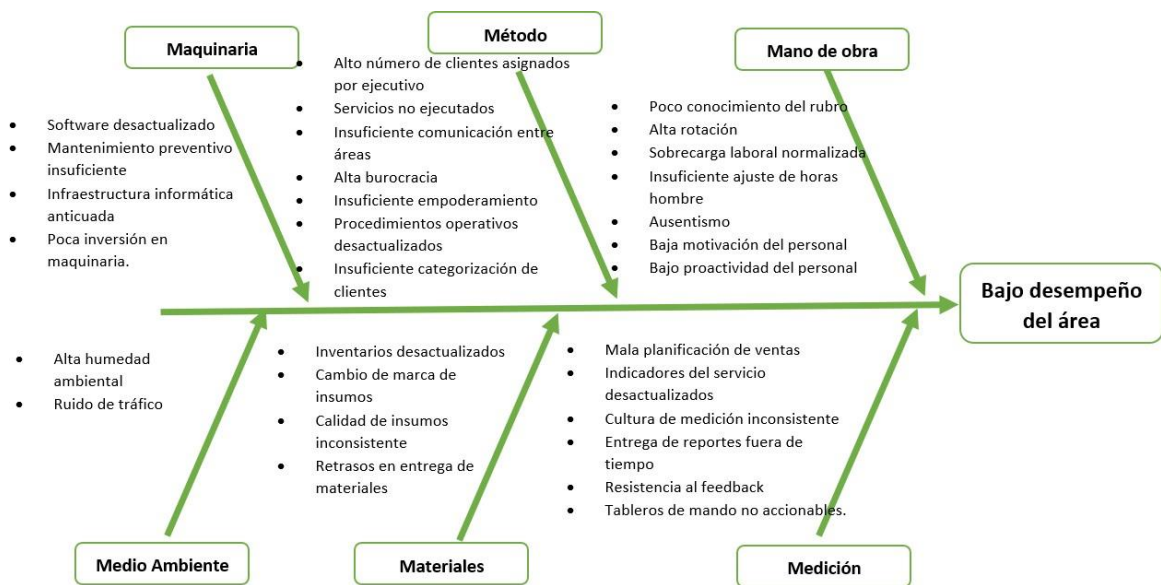 Maquinaria
Método
Mano de obra
• Software desactualizado
• Mantenimiento preventivo
insuficiente
• Infraestructura informática
anticuada
• Poca inversión en
maquinaria.
• Alto número de clientes asignados
por ejecutivo
• Servicios no ejecutados
• Insuficiente comunicación entre
áreas
• Alta burocracia
• Insuficiente empoderamiento
• Procedimientos operativos
desactualizados
• Insuficiente categorización de
clientes
• Poco conocimiento del rubro
• Alta rotación
• Sobrecarga laboral normalizada
• Insuficiente ajuste de horas
hombre
• Ausentismo
• Baja motivación del personal
• Bajo proactividad del personal
Bajo desempeño
del área
• Alta humedad
ambiental
• Ruido de tráfico
• Inventarios desactualizados
• Cambio de marca de
insumos
• Calidad de insumos
inconsistente
• Retrasos en entrega de
materiales
• Mala planificación de ventas
• Indicadores del servicio
desactualizados
• Cultura de medición inconsistente
• Entrega de reportes fuera de
tiempo
• Resistencia al feedback
• Tableros de mando no accionables.
Medio Ambiente
Materiales
Medición